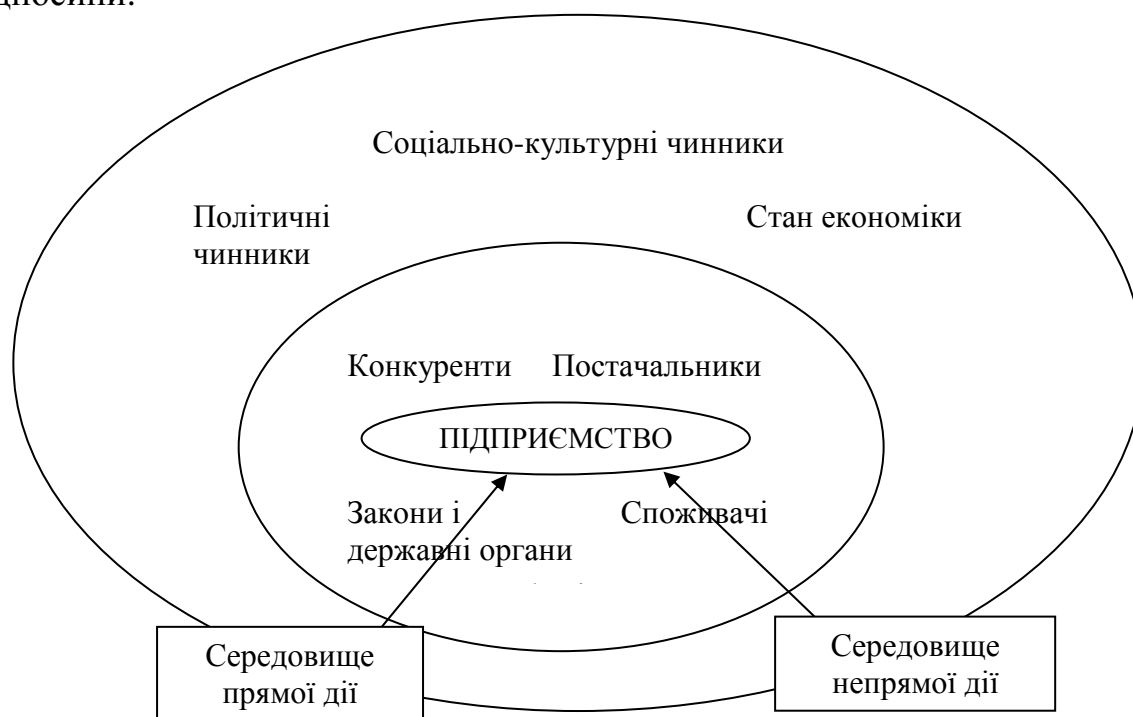 Соціально-культурні чинники
Політичні
чинники
Стан економіки
Конкуренти Постачальники
ПІДПРИЄМСТВО
Закони і
державні органи
Споживачі
Середовище
прямої дії
Середовище
непрямої дії